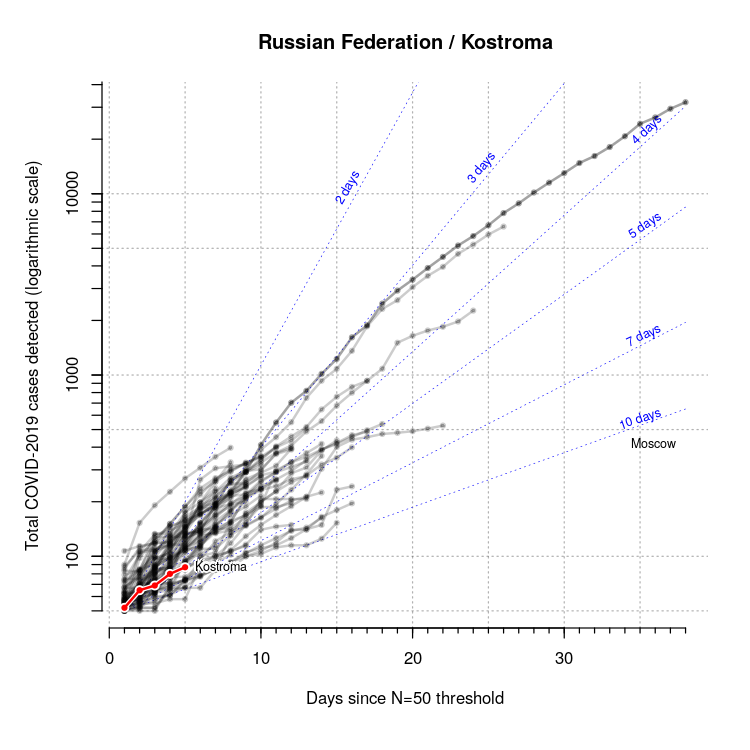 Russian Federation / Kostroma
Total COVID-2019 cases detected (logarithmic scale)
10000
1000
100
2 days
3 days
4 days
5 days
7 days
10 days
Moscow
Kostroma
0
10
20
30
Days since N=50 threshold